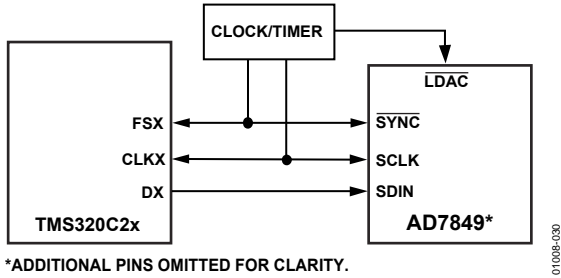 CLOCK/TIMER
LDAC
FSX
SYNC
CLKX
SCLK
DX
SDIN
TMS320C2x
AD7849*
*ADDITIONAL PINS OMITTED FOR CLARITY.
01008-030